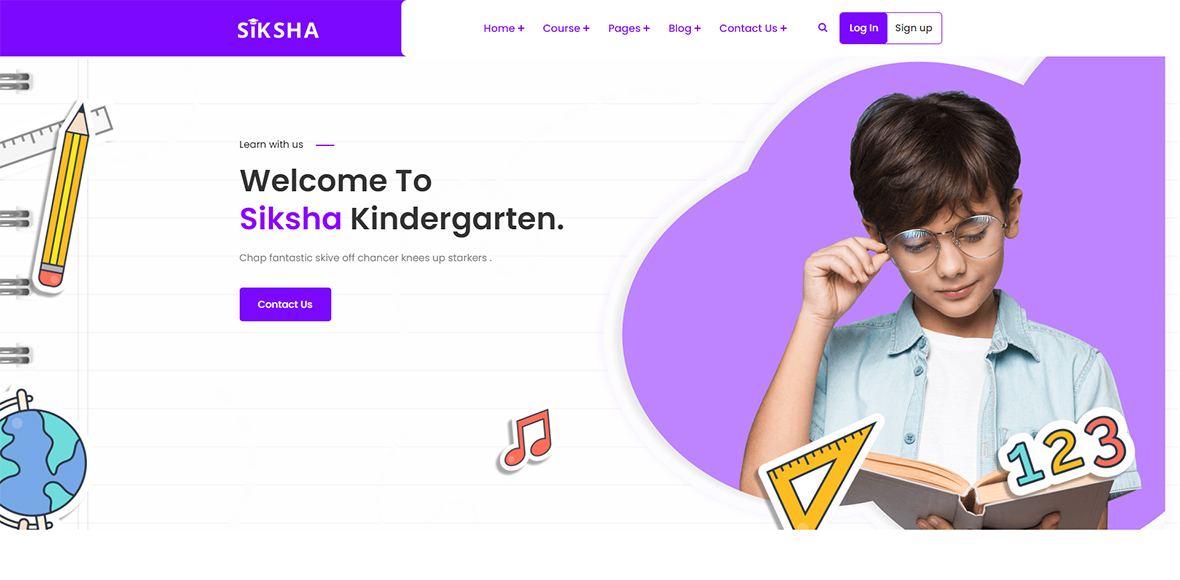 SiKSHA
Home + Course + Pages + Blog + Contact Us + Log In Sign up
Learn with us
Welcome To
Siksha Kindergarten.
Chap fantastic skive off chancer knees up starkers .
Contact Us
123